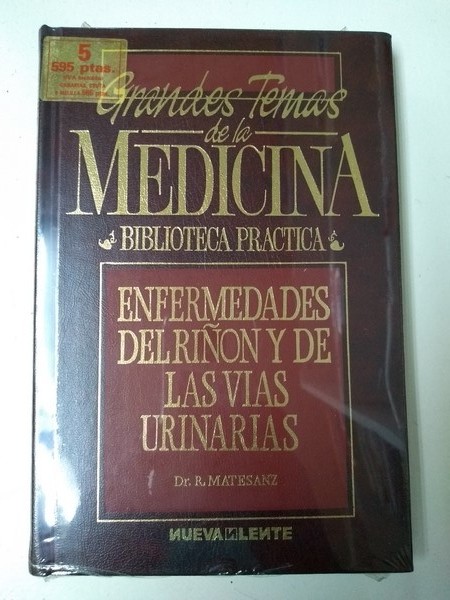 5
595 ptas.
Grandes Temas
de la
MEDICINA
BIBLIOTECA PRACTICA
ENFERMEDADES
DEL RIÑON Y DE
LAS VIAS
URINARIAS
Dr. R. MATESANZ
NUEVA LENTE